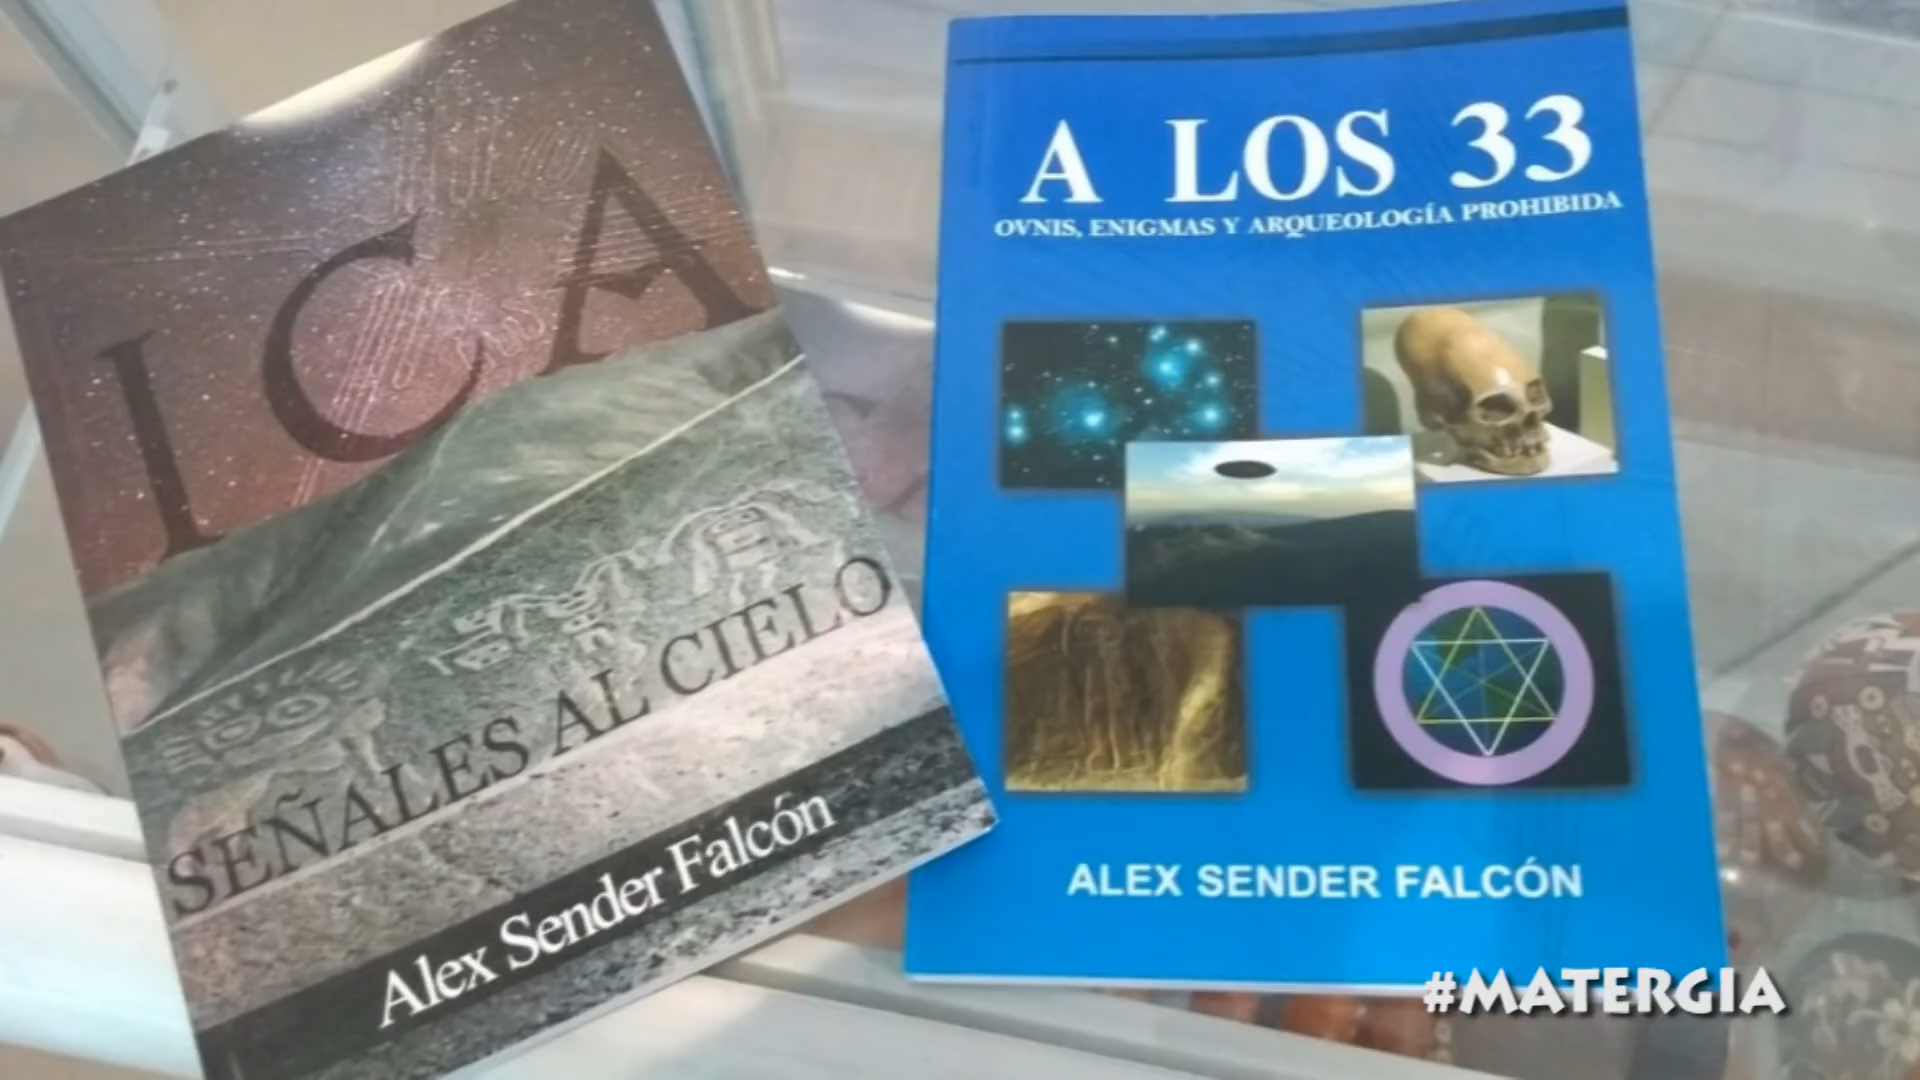 ICA
SEÑALES AL CIELO
Alex Sender Falcón
A LOS 33
OVNIS, ENIGMAS Y ARQUEOLOGÍA PROHIBIDA
ALEX SENDER FALCÓN
#MATERGIA